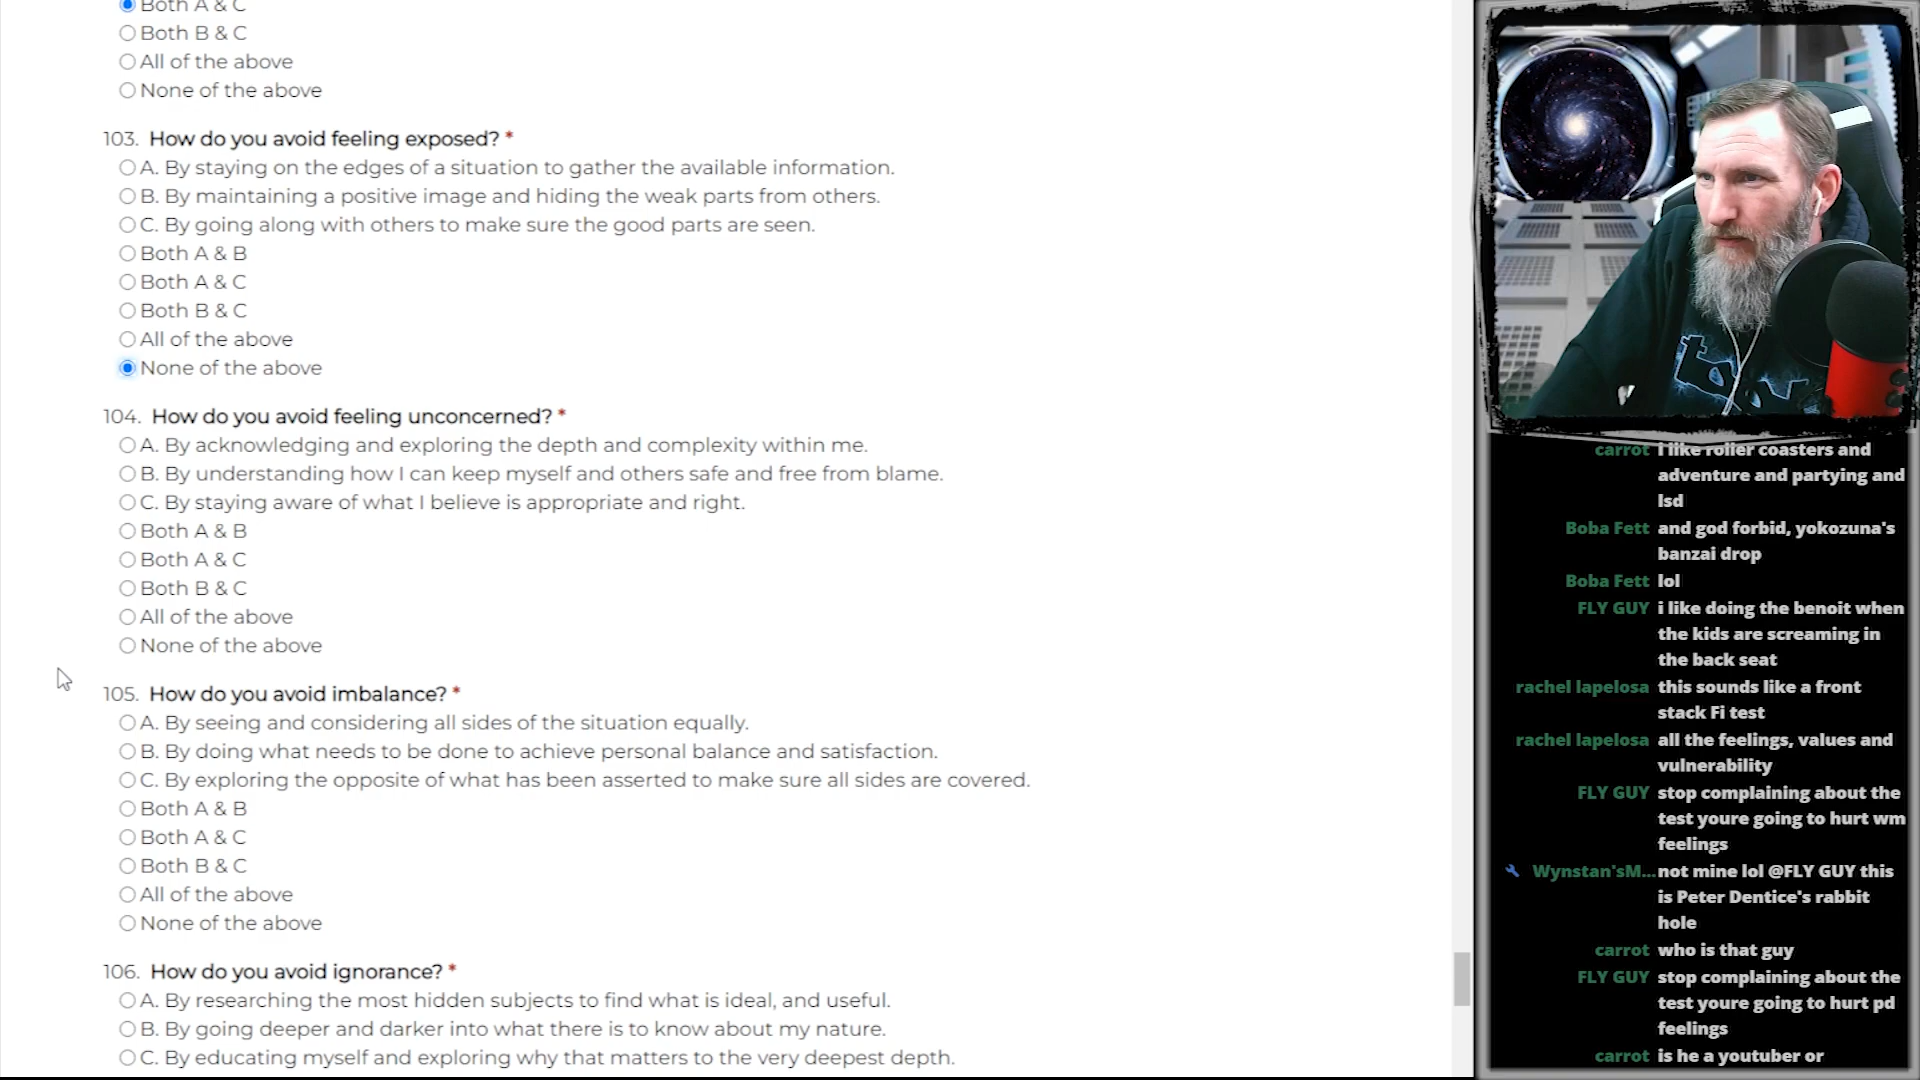 Both A & C
Both B & C
All of the above
None of the above
103. How do you avoid feeling exposed? *
A. By staying on the edges of a situation to gather the available information.
B. By maintaining a positive image and hiding the weak parts from others.
C. By going along with others to make sure the good parts are seen.
Both A & B
Both A & C
Both B & C
All of the above
None of the above
104. How do you avoid feeling unconcerned? *
A. By acknowledging and exploring the depth and complexity within me.
B. By understanding how I can keep myself and others safe and free from blame.
C. By staying aware of what I believe is appropriate and right.
Both A & B
Both A & C
Both B & C
All of the above
None of the above
105. How do you avoid imbalance? *
A. By seeing and considering all sides of the situation equally.
B. By doing what needs to be done to achieve personal balance and satisfaction.
C. By exploring the opposite of what has been asserted to make sure all sides are covered.
Both A & B
Both A & C
Both B & C
All of the above
None of the above
106. How do you avoid ignorance? *
A. By researching the most hidden subjects to find what is ideal, and useful.
B. By going deeper and darker into what there is to know about my nature.
C. By educating myself and exploring why that matters to the very deepest depth.
carrot i like roller coasters and
adventure and partying and
lsd
Boba Fett and god forbid, yokozuna's
banzai drop
Boba Fett lol
FLY GUY i like doing the benoit when
the kids are screaming in
the back seat
rachel lapelosa this sounds like a front
stack Fi test
rachel lapelosa all the feelings, values and
vulnerability
FLY GUY stop complaining about the
test youre going to hurt wm
feelings
Wynstan'sM... not mine lol @FLY GUY this
is Peter Dentice's rabbit
hole
carrot who is that guy
FLY GUY stop complaining about the
test youre going to hurt pd
feelings
carrot is he a youtuber or